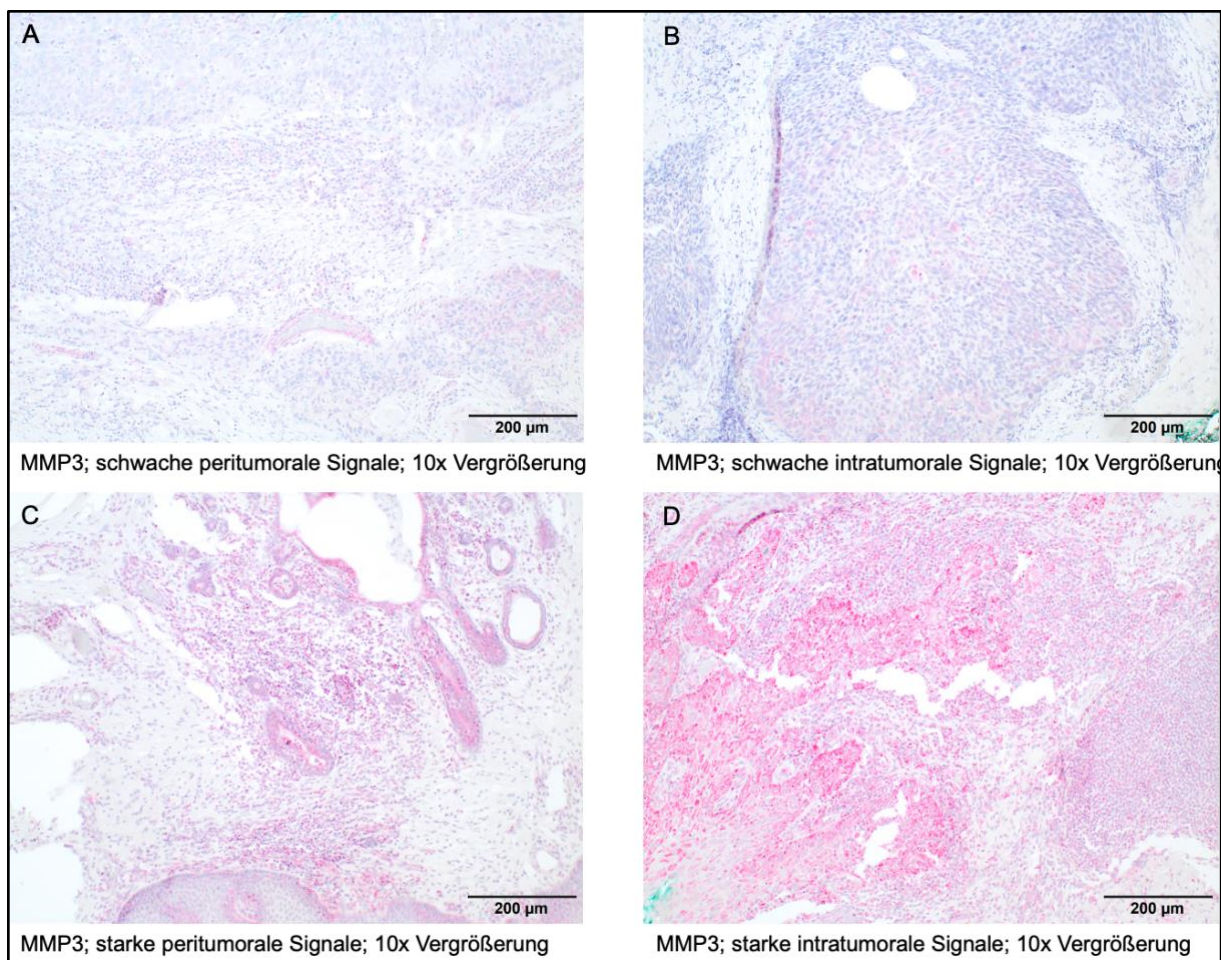 A
B
200 µm
200 µm
MMP3; schwache peritumorale Signale; 10x Vergrößerung
MMP3; schwache intratumorale Signale; 10x Vergrößerung
C
D
200 µm
200 µm
MMP3; starke peritumorale Signale; 10x Vergrößerung
MMP3; starke intratumorale Signale; 10x Vergrößerung